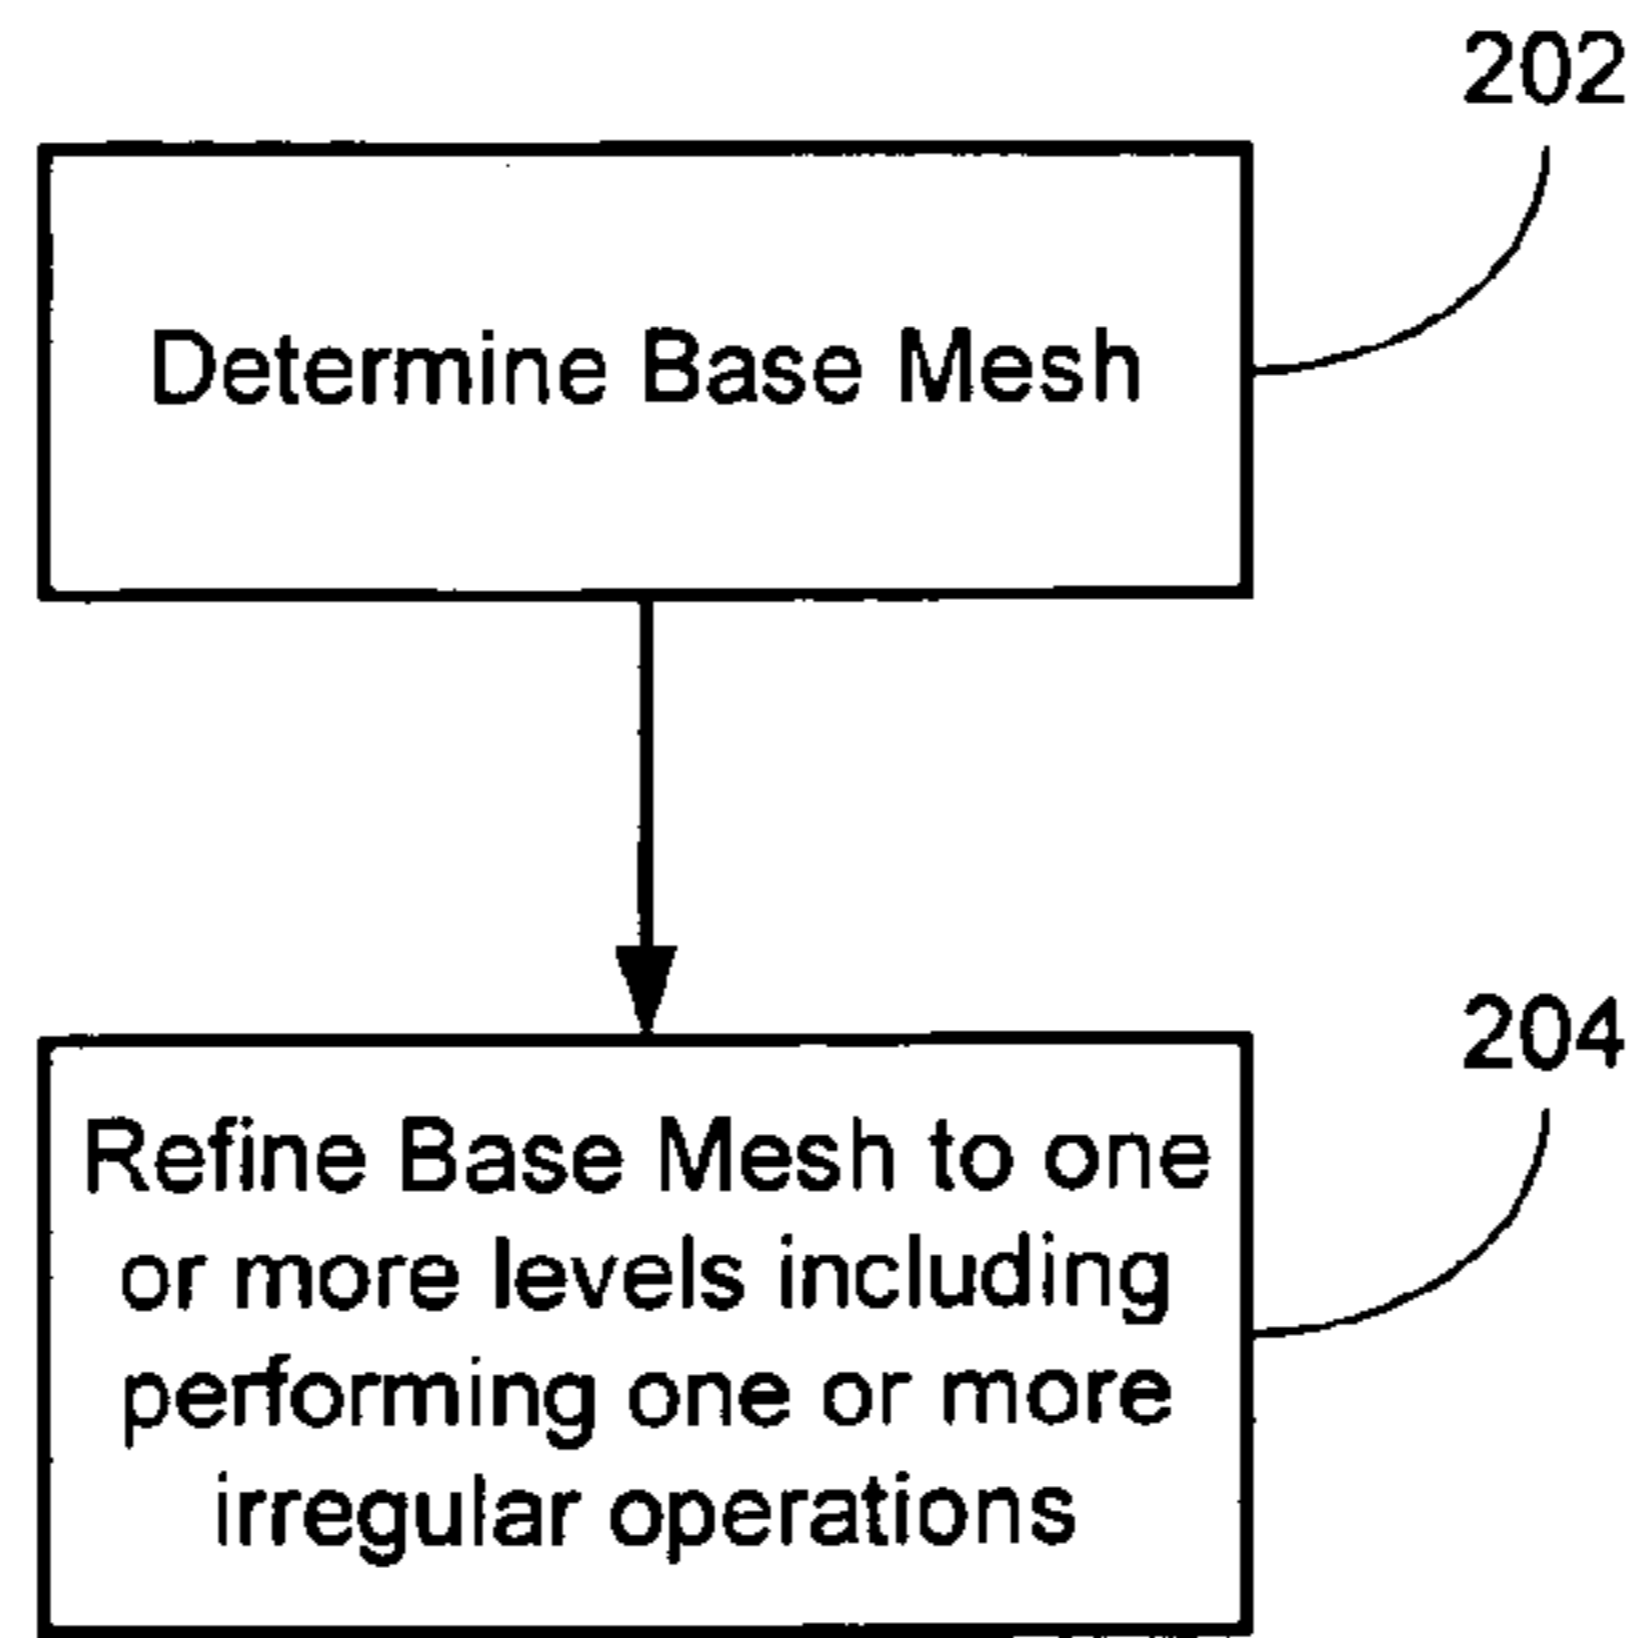 202
Determine Base Mesh
204
Refine Base Mesh to one
or more levels including
performing one or more
irregular operations